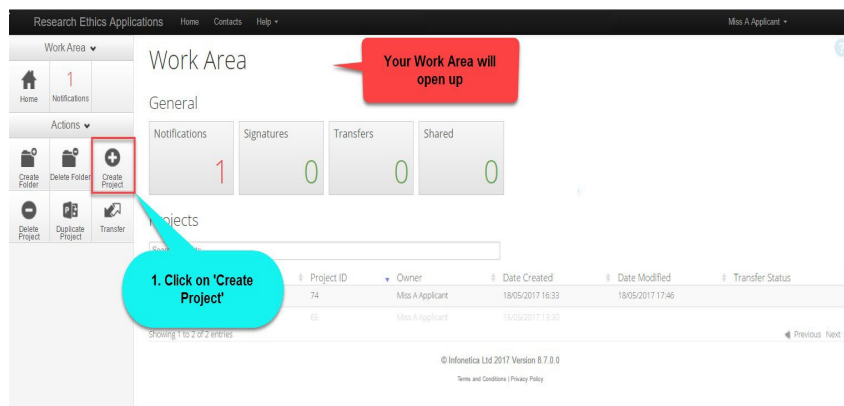 Research Ethics Applications Home Contacts Help Miss A Applicant
Work Area
Home
1
Notifications
Actions
Create Folder
Delete Folder
Create Project
Delete Project
Duplicate Project
Transfer
Work Area
Your Work Area will
open up
General
Notifications Signatures Transfers Shared
1 0 0 0
1. Click on 'Create
Project'
Project ID Owner Date Created Date Modified Transfer Status
74 Miss A Applicant 18/05/2017 16:33 18/05/2017 17:46
Miss A Applicant
Showing 1 to 2 of 2 entries Previous Next
© Infonetica Ltd 2017 Version 8.7.0.0
Terms and Conditions | Privacy Policy